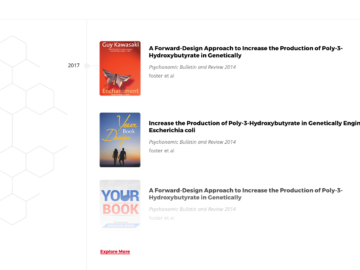 2017
Guy Kawasaki
Enchantment
A Forward-Design Approach to Increase the Production of Poly-3-
Hydroxybutyrate in Genetically
Psychonomic Bulletin and Review 2014
Foster et al.
Your
Book
Design
Increase the Production of Poly-3-Hydroxybutyrate in Genetically Engin
Escherichia coli
Psychonomic Bulletin and Review 2014
Foster et al.
YOUR
BOOK
A Forward-Design Approach to Increase the Production of Poly-3-
Hydroxybutyrate in Genetically
Psychonomic Bulletin and Review 2014
Foster et al.
Explore More